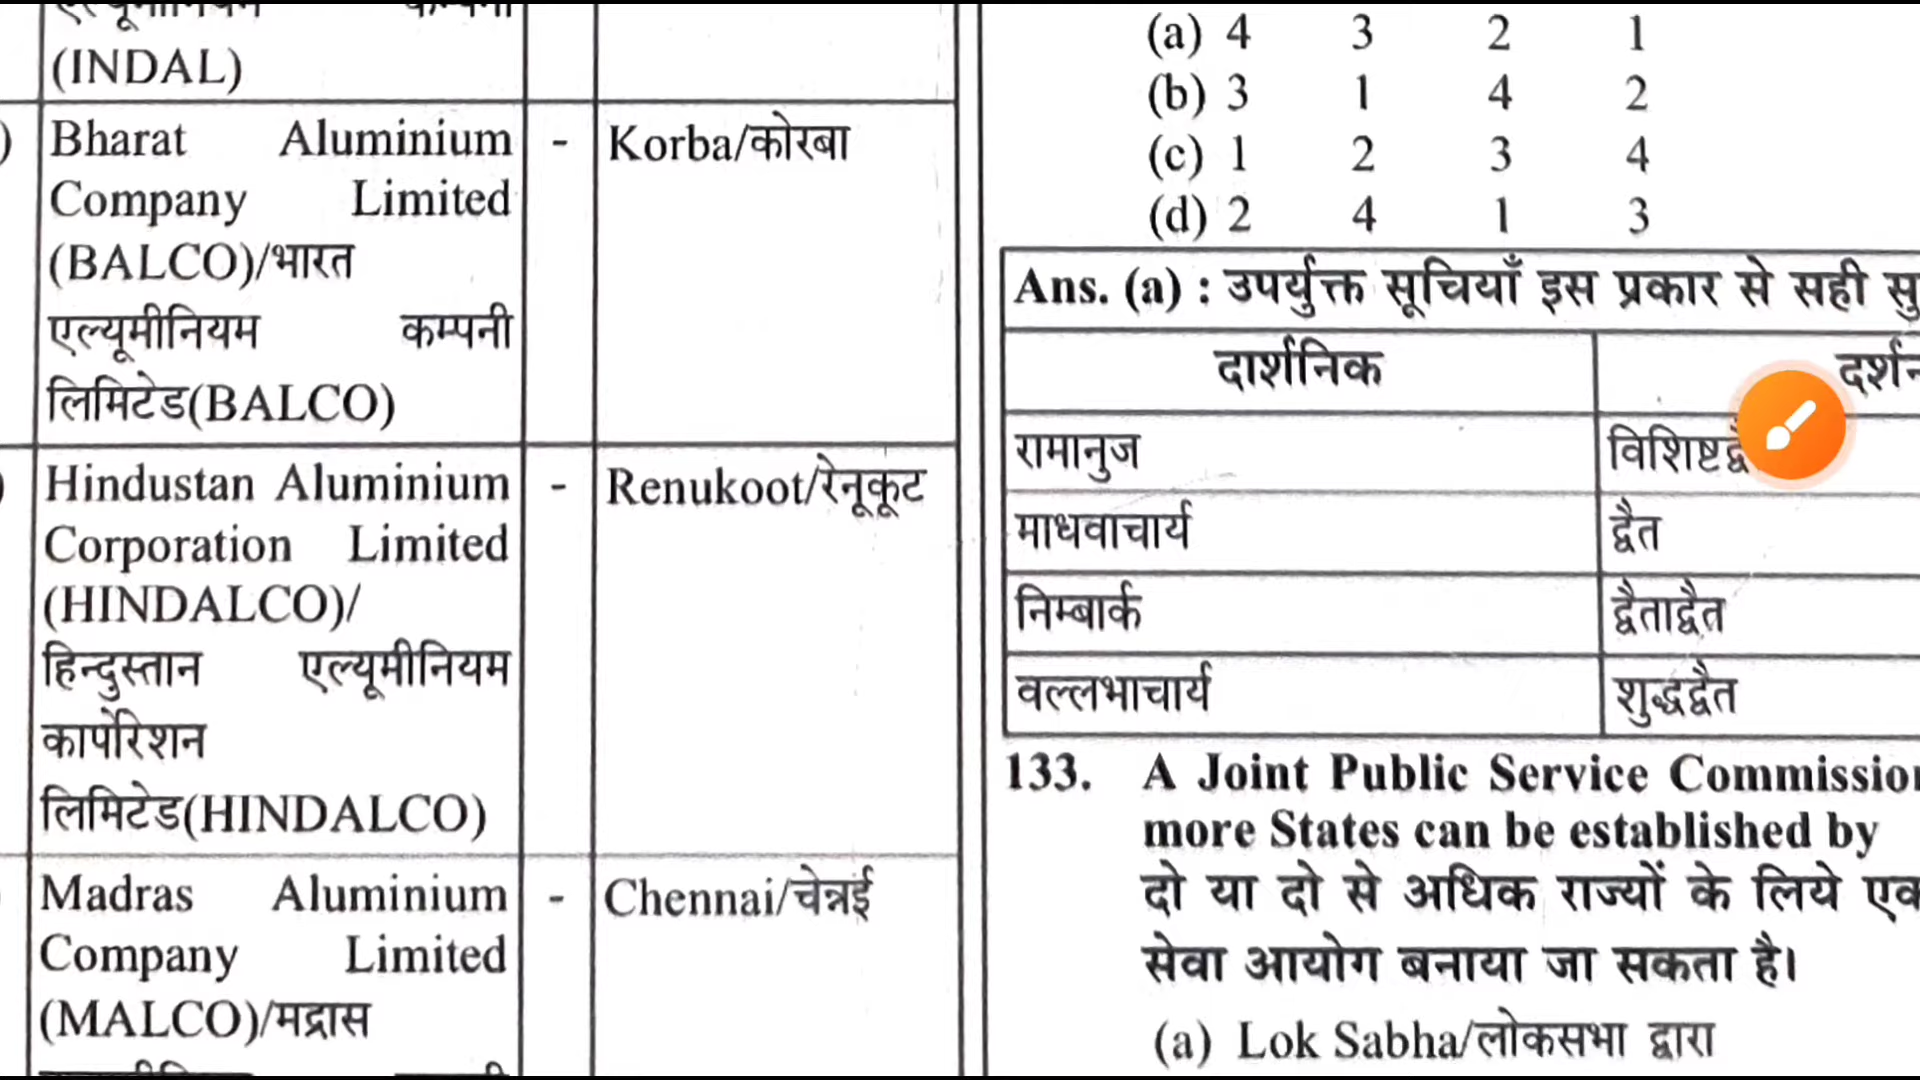 (INDAL)
Bharat Aluminium - Korba/कोरबा
Company Limited
(BALCO)/भारत
एल्यूमीनियम कम्पनी
लिमिटेड(BALCO)
Hindustan Aluminium - Renukoot/रेनूकूट
Corporation Limited
(HINDALCO)/
हिन्दुस्तान एल्यूमीनियम
कार्पोरेशन
लिमिटेड(HINDALCO)
Madras Aluminium - Chennai/चेन्नई
Company Limited
(MALCO)/मद्रास
(a) 4 3 2 1
(b) 3 1 4 2
(c) 1 2 3 4
(d) 2 4 1 3
Ans. (a) : उपर्युक्त सूचियाँ इस प्रकार से सही
दार्शनिक
रामानुज
माधवाचार्य द्वैत
निम्बार्क द्वैताद्वैत
वल्लभाचार्य शुद्धद्वैत
133. A Joint Public Service Commission
more States can be established by
दो या दो से अधिक राज्यों के लिये
सेवा आयोग बनाया जा सकता है।
(a) Lok Sabha/लोकसभा द्वारा